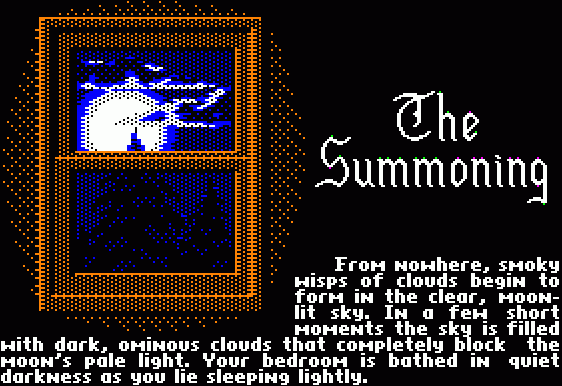 The
Summoning
From nowhere, smoky
wisps of clouds begin to
form in the clear, moon-
lit sky. In a few short
moments the sky is filled
with dark, ominous clouds that completely block the
moon's pale light. Your bedroom is bathed in quiet
darkness as you lie sleeping lightly.